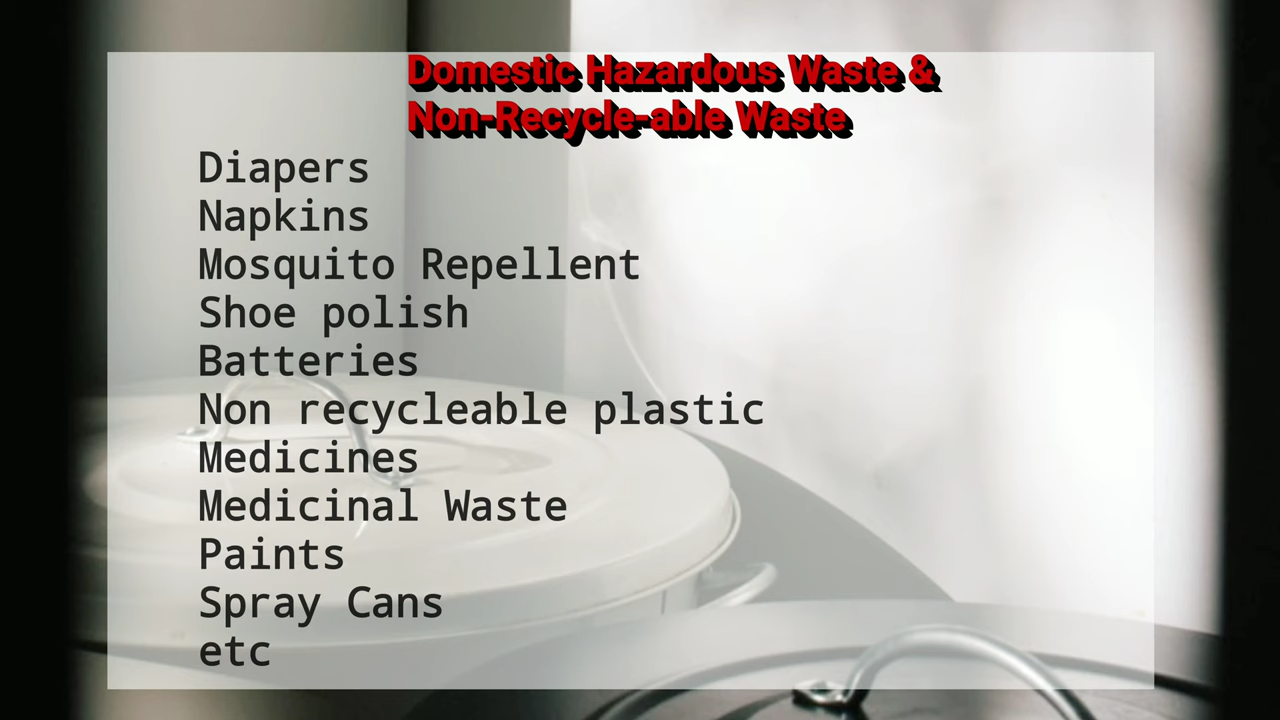 Domestic Hazardous Waste &
Non-Recycle-able Waste
Diapers
Napkins
Mosquito Repellent
Shoe polish
Batteries
Non recycleable plastic
Medicines
Medicinal Waste
Paints
Spray Cans
etc